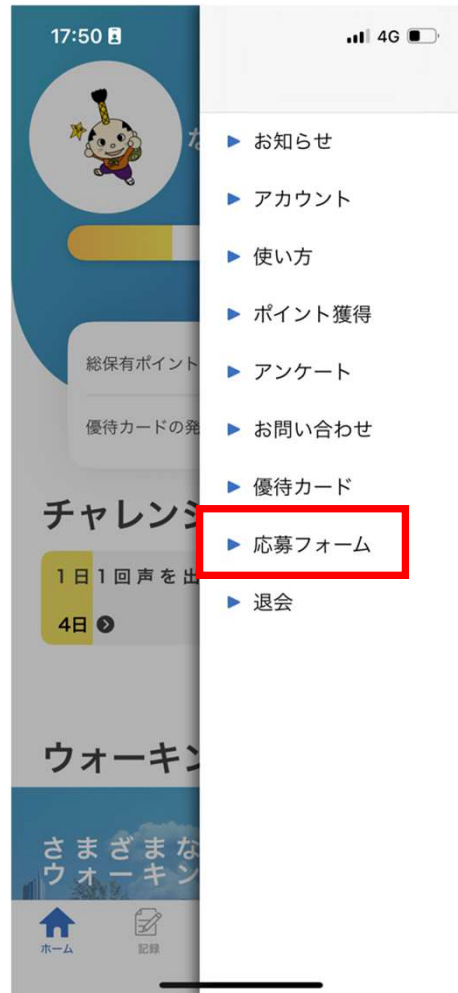 17:50
4G
な
お知らせ
アカウント
使い方
ポイント獲得
総保有ポイント
アンケート
優待カードの発
お問い合わせ
優待カード
チャレンジ
応募フォーム
1日1回声を出
退会
4日
ウォーキン
さまざまな
ウォーキン
ホーム
記録